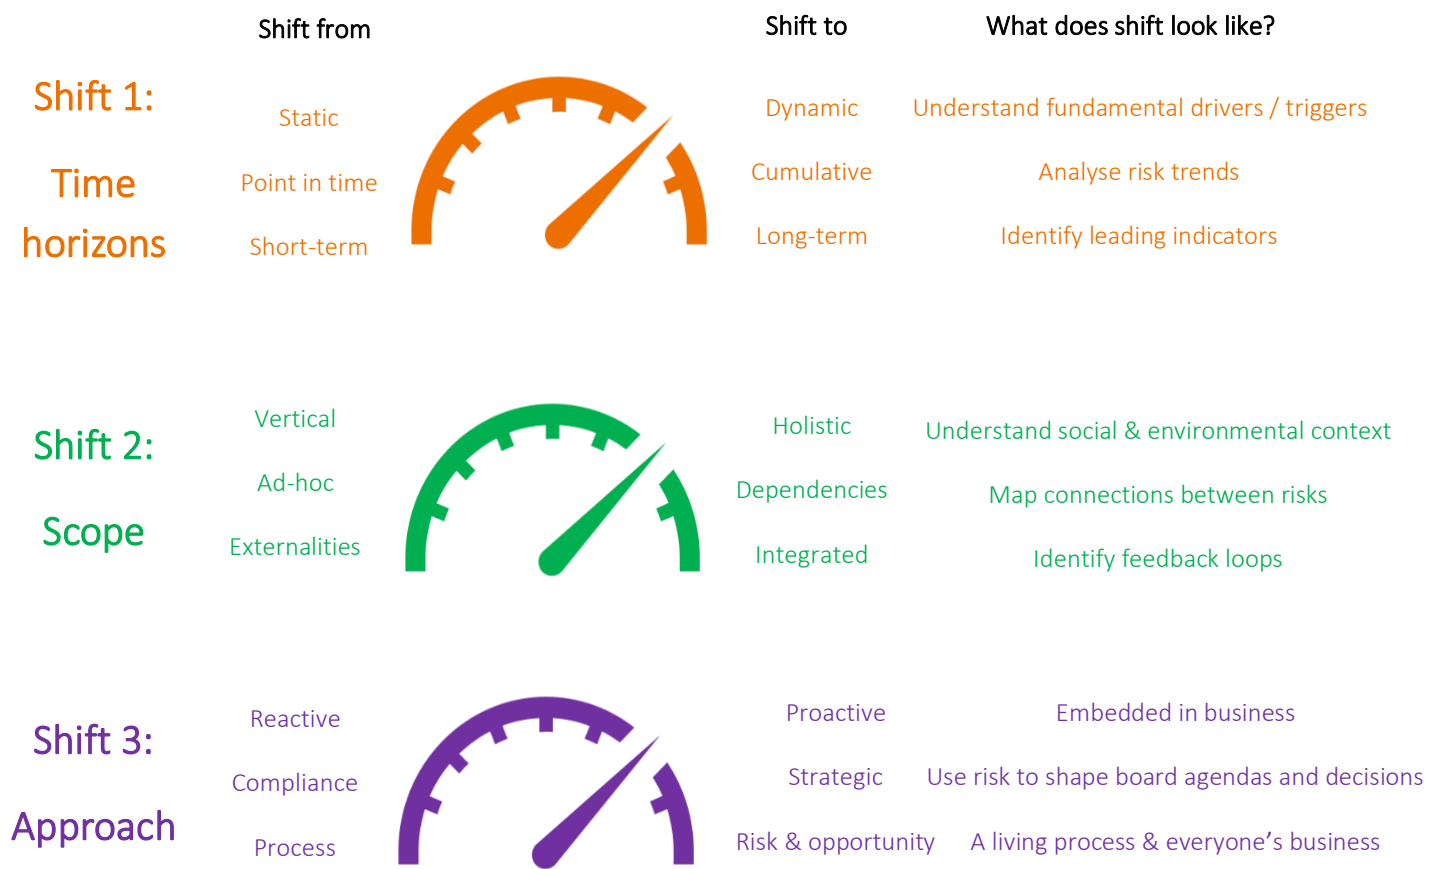 Shift from
Shift to
What does shift look like?
Shift 1:
Time
horizons
Static
Point in time
Short-term
Dynamic
Cumulative
Long-term
Understand fundamental drivers / triggers
Analyse risk trends
Identify leading indicators
Shift 2:
Scope
Vertical
Ad-hoc
Externalities
Holistic
Dependencies
Integrated
Understand social & environmental context
Map connections between risks
Identify feedback loops
Shift 3:
Approach
Reactive
Compliance
Process
Proactive
Strategic
Risk & opportunity
Embedded in business
Use risk to shape board agendas and decisions
A living process & everyone’s business